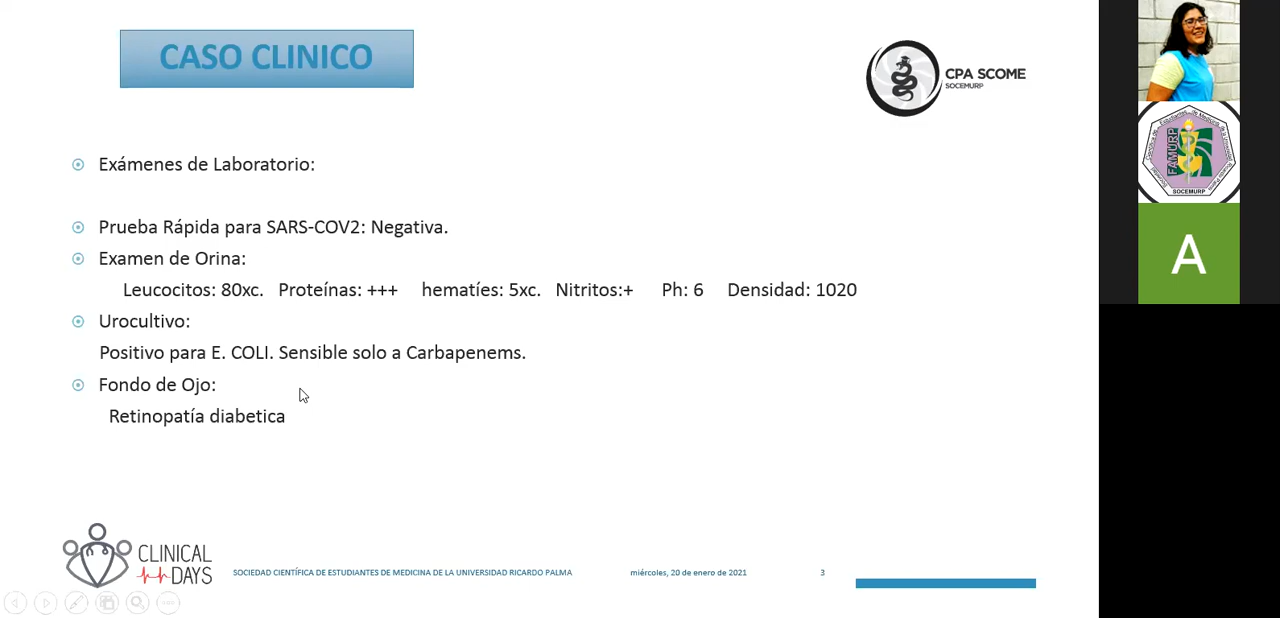 CASO CLINICO
CPA SCOME
SOCEMURP
Exámenes de Laboratorio:
Prueba Rápida para SARS-COV2: Negativa.
Examen de Orina:
Leucocitos: 80xc. Proteínas: +++ hematíes: 5xc. Nitritos:+ Ph: 6 Densidad: 1020
Urocultivo:
Positivo para E. COLI. Sensible solo a Carbapenems.
Fondo de Ojo:
Retinopatía diabetica
CLINICAL
DAYS
SOCIEDAD CIENTÍFICA DE ESTUDIANTES DE MEDICINA DE LA UNIVERSIDAD RICARDO PALMA miércoles, 20 de enero de 2021 3
FAMURP
SOCEMURP
A